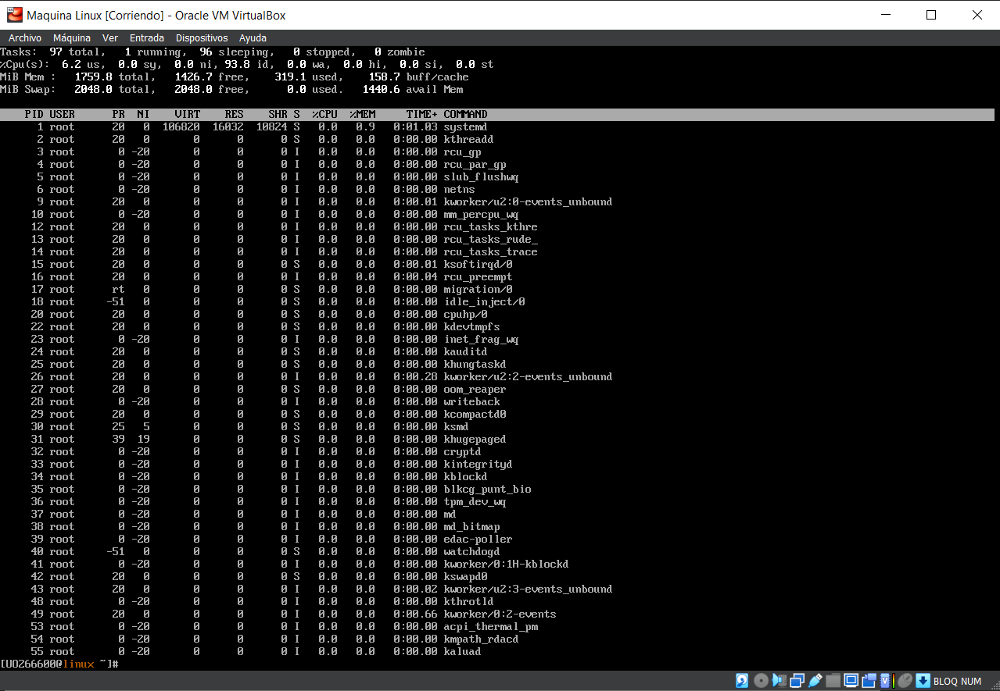 Maquina Linux [Corriendo] - Oracle VM VirtualBox
Archivo Máquina Ver Entrada Dispositivos Ayuda
Tasks: 97 total, 1 running, 96 sleeping, 0 stopped, 0 zombie
%Cpu(s): 6.2 us, 0.0 sy, 0.0 ni, 93.8 id, 0.0 wa, 0.0 hi, 0.0 si, 0.0 st
MiB Mem : 1759.8 total, 1426.7 free, 319.1 used, 158.7 buff/cache
MiB Swap: 2048.0 total, 2048.0 free, 0.0 used. 1440.6 avail Mem
PID USER PR NI VIRT RES SHR S %CPU %MEM TIME+ COMMAND
1 root 20 0 106820 16032 10824 S 0.0 0.9 0:01.03 systemd
2 root 20 0 0 0 0 S 0.0 0.0 0:00.00 kthreadd
3 root 0 -20 0 0 0 I 0.0 0.0 0:00.00 rcu_gp
4 root 0 -20 0 0 0 I 0.0 0.0 0:00.00 rcu_par_gp
5 root 0 -20 0 0 0 I 0.0 0.0 0:00.00 slub_flushwq
6 root 0 -20 0 0 0 I 0.0 0.0 0:00.00 netns
9 root 20 0 0 0 0 I 0.0 0.0 0:00.01 kworker/u2:0-events_unbound
10 root 0 -20 0 0 0 I 0.0 0.0 0:00.00 mm_percpu_wq
12 root 20 0 0 0 0 I 0.0 0.0 0:00.00 rcu_tasks_kthre
13 root 20 0 0 0 0 I 0.0 0.0 0:00.00 rcu_tasks_rude_
14 root 20 0 0 0 0 I 0.0 0.0 0:00.00 rcu_tasks_trace
15 root 20 0 0 0 0 S 0.0 0.0 0:00.01 ksoftirqd/0
16 root 20 0 0 0 0 I 0.0 0.0 0:00.04 rcu_preempt
17 root rt 0 0 0 0 S 0.0 0.0 0:00.00 migration/0
18 root -51 0 0 0 0 S 0.0 0.0 0:00.00 idle_inject/0
20 root 20 0 0 0 0 S 0.0 0.0 0:00.00 cpuhp/0
22 root 20 0 0 0 0 S 0.0 0.0 0:00.00 kdevtmpfs
23 root 0 -20 0 0 0 I 0.0 0.0 0:00.00 inet_frag_wq
24 root 20 0 0 0 0 S 0.0 0.0 0:00.00 kauditd
25 root 20 0 0 0 0 S 0.0 0.0 0:00.00 khungtaskd
26 root 20 0 0 0 0 I 0.0 0.0 0:00.28 kworker/u2:2-events_unbound
27 root 20 0 0 0 0 S 0.0 0.0 0:00.00 oom_reaper
28 root 0 -20 0 0 0 I 0.0 0.0 0:00.00 writeback
29 root 20 0 0 0 0 S 0.0 0.0 0:00.00 kcompactd0
30 root 25 5 0 0 0 S 0.0 0.0 0:00.00 ksmd
31 root 39 19 0 0 0 S 0.0 0.0 0:00.00 khugepaged
32 root 0 -20 0 0 0 I 0.0 0.0 0:00.00 cryptd
33 root 0 -20 0 0 0 I 0.0 0.0 0:00.00 kintegrityd
34 root 0 -20 0 0 0 I 0.0 0.0 0:00.00 kblockd
35 root 0 -20 0 0 0 I 0.0 0.0 0:00.00 blkcg_punt_bio
36 root 0 -20 0 0 0 I 0.0 0.0 0:00.00 tpm_dev_wq
37 root 0 -20 0 0 0 I 0.0 0.0 0:00.00 md
38 root 0 -20 0 0 0 I 0.0 0.0 0:00.00 md_bitmap
39 root 0 -20 0 0 0 I 0.0 0.0 0:00.00 edac-poller
40 root -51 0 0 0 0 S 0.0 0.0 0:00.00 watchdogd
41 root 0 -20 0 0 0 I 0.0 0.0 0:00.00 kworker/0:1H-kblockd
42 root 20 0 0 0 0 S 0.0 0.0 0:00.00 kswapd0
43 root 20 0 0 0 0 I 0.0 0.0 0:00.02 kworker/u2:3-events_unbound
48 root 0 -20 0 0 0 I 0.0 0.0 0:00.00 kthrotld
49 root 20 0 0 0 0 I 0.0 0.0 0:00.66 kworker/0:2-events
53 root 0 -20 0 0 0 I 0.0 0.0 0:00.00 acpi_thermal_pm
54 root 0 -20 0 0 0 I 0.0 0.0 0:00.00 kmpath_rdacd
55 root 0 -20 0 0 0 I 0.0 0.0 0:00.00 kaluad
[UO266600@linux ~]#
BLOQ NUM